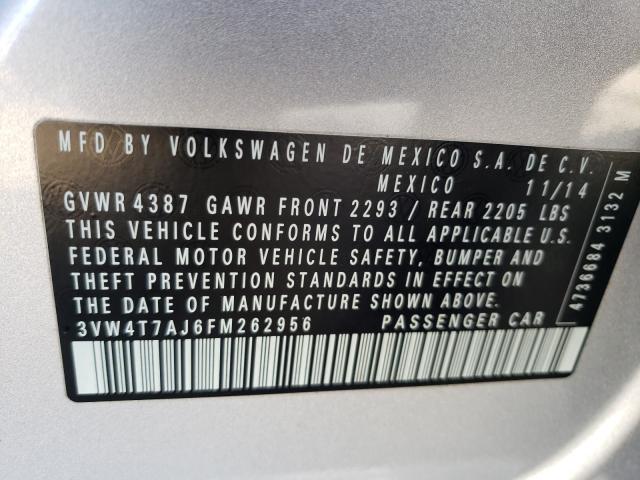 MFD BY VOLKSWAGEN DE MEXICO S.A. DE C.V.
MEXICO 11/14
GVWR 4387 GAWR FRONT 2293 / REAR 2205 LBS
THIS VEHICLE CONFORMS TO ALL APPLICABLE U.S.
FEDERAL MOTOR VEHICLE SAFETY, BUMPER AND
THEFT PREVENTION STANDARDS IN EFFECT ON
THE DATE OF MANUFACTURE SHOWN ABOVE.
3VW4T7AJ6FM262956 PASSENGER CAR
4736684 3132 M